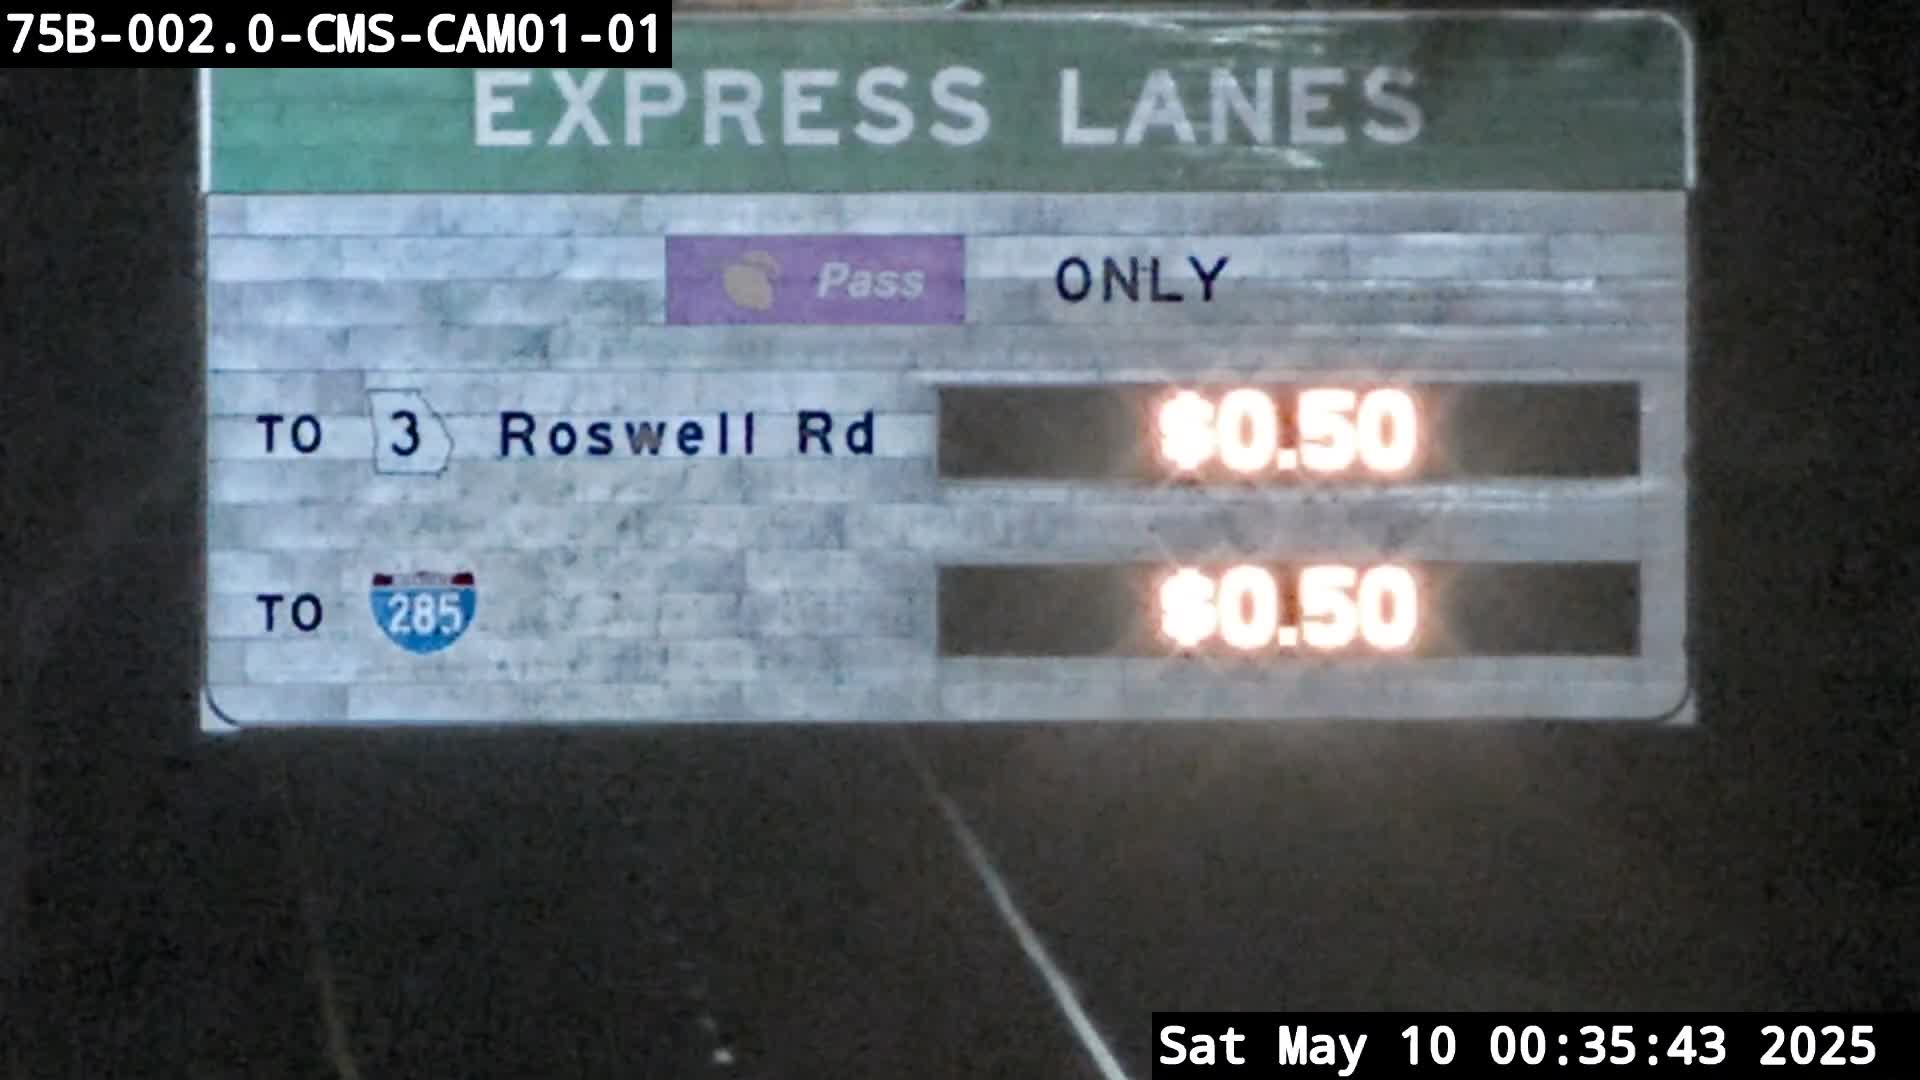 75B-002.0-CMS-CAM01-01
EXPRESS LANES
Pass ONLY
TO 3 Roswell Rd $0.50
TO 285 $0.50
Sat May 10 00:35:43 2025